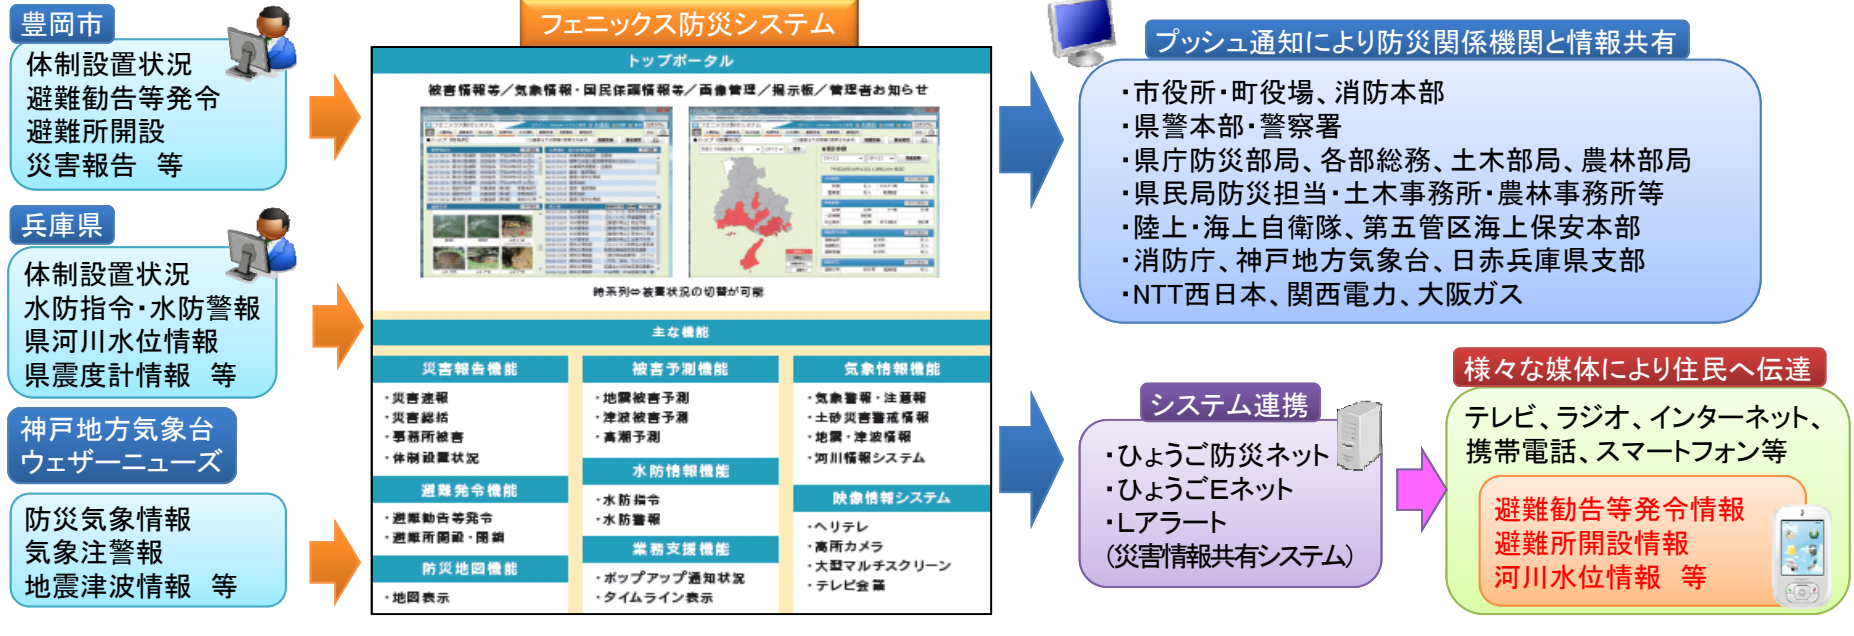 豊岡市
体制設置状況
避難勧告等発令
避難所開設
災害報告　等
兵庫県
体制設置状況
水防指令・水防警報
県河川水位情報
県震度計情報　等
神戸地方気象台
ウェザーニューズ
防災気象情報
気象注警報
地震津波情報　等
フェニックス防災システム
トップポータル
被害情報等／気象情報・国民保護情報等／画像管理／掲示板／管理者お知らせ
時系列⇔被害状況の切替が可能
主な機能
災害報告機能
・災害速報
・災害総括
・事務所被害
・体制設置状況
避難発令機能
・避難勧告等発令
・避難所開設・閉鎖
防災地図機能
・地図表示
被害予測機能
・地震被害予測
・津波被害予測
・高潮予測
水防情報機能
・水防指令
・水防警報
業務支援機能
・ポップアップ通知状況
・タイムライン表示
気象情報機能
・気象警報・注意報
・土砂災害警戒情報
・地震・津波情報
・河川情報システム
映像情報システム
・ヘリテレ
・高所カメラ
・大型マルチスクリーン
・テレビ会議
プッシュ通知により防災関係機関と情報共有
・市役所・町役場、消防本部
・県警本部・警察署
・県庁防災部局、各部総務、土木部局、農林部局
・県民局防災担当・土木事務所・農林事務所等
・陸上・海上自衛隊、第五管区海上保安本部
・消防庁、神戸地方気象台、日赤兵庫県支部
・NTT西日本、関西電力、大阪ガス
システム連携
・ひょうご防災ネット
・ひょうごEネット
・Lアラート
（災害情報共有システム）
様々な媒体により住民へ伝達
テレビ、ラジオ、インターネット、
携帯電話、スマートフォン等
避難勧告等発令情報
避難所開設情報
河川水位情報　等